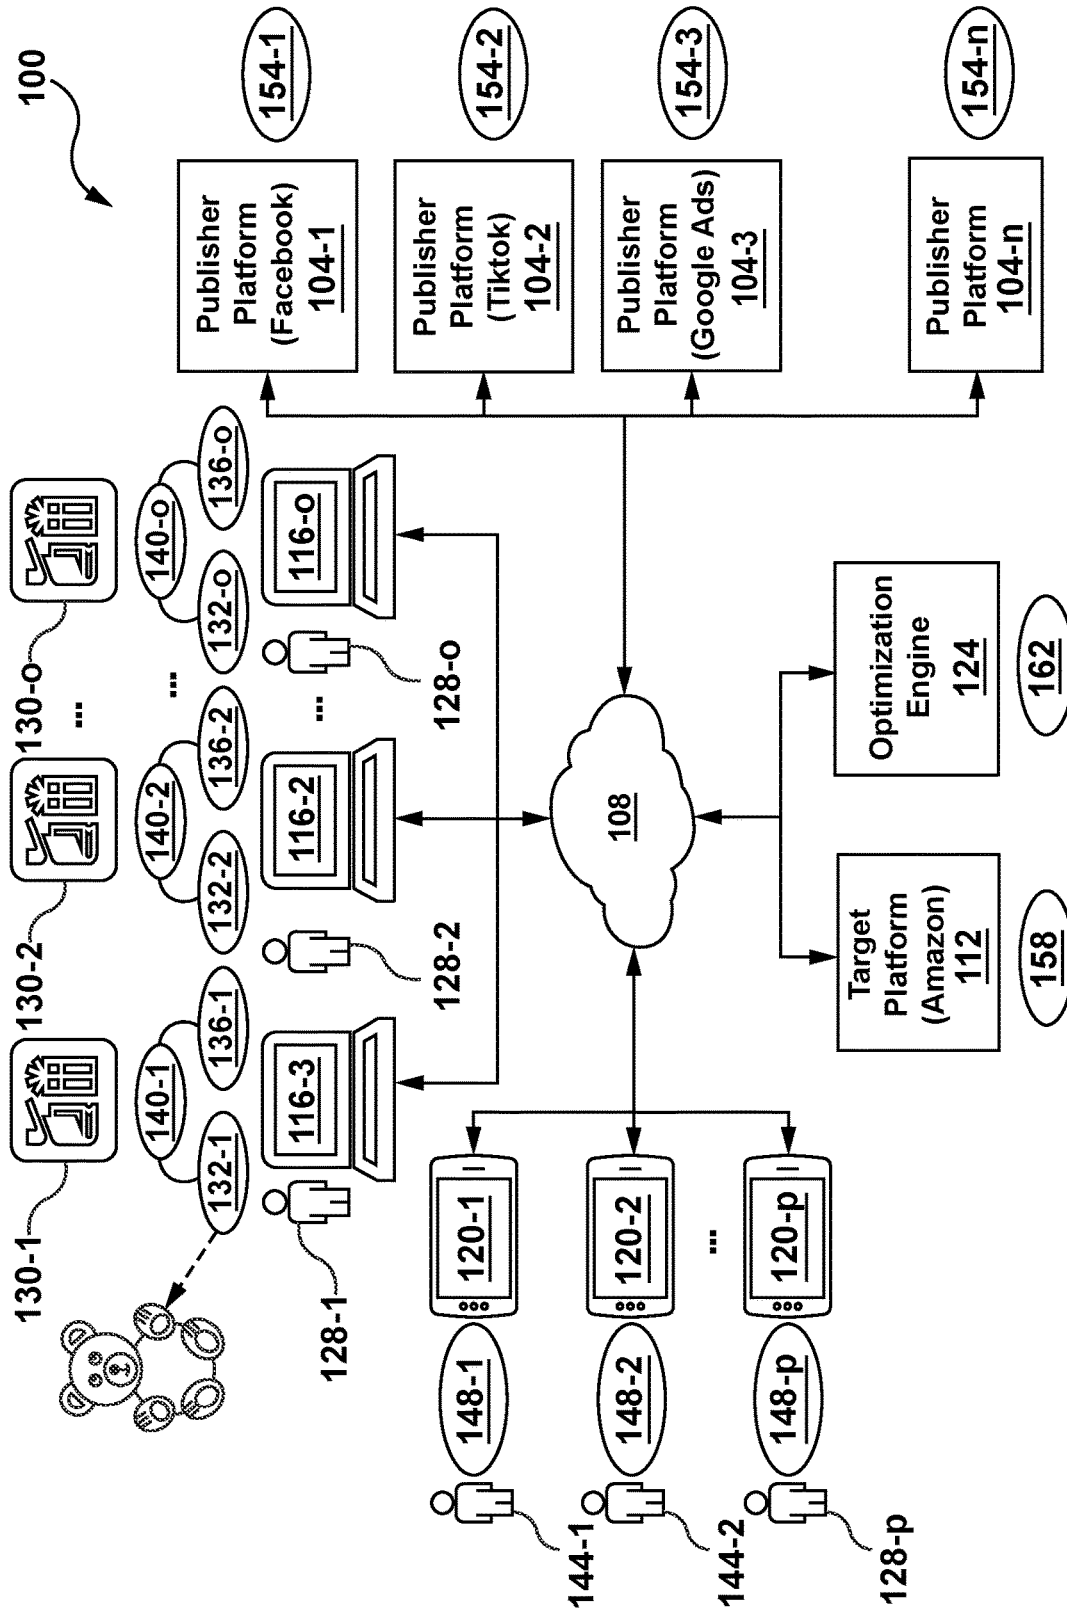 100
130-1
130-2
...
130-o
140-1
140-2
...
140-o
132-1
136-1
132-2
136-2
132-o
136-o
116-3
116-2
...
116-o
128-1
128-2
128-o
154-1
Publisher
Platform
(Facebook)
104-1
154-2
Publisher
Platform
(Tiktok)
104-2
154-3
Publisher
Platform
(Google Ads)
104-3
154-n
Publisher
Platform
104-n
108
144-1
148-1
120-1
144-2
148-2
120-2
...
128-p
148-p
120-p
Target
Platform
(Amazon)
112
158
Optimization
Engine
124
162